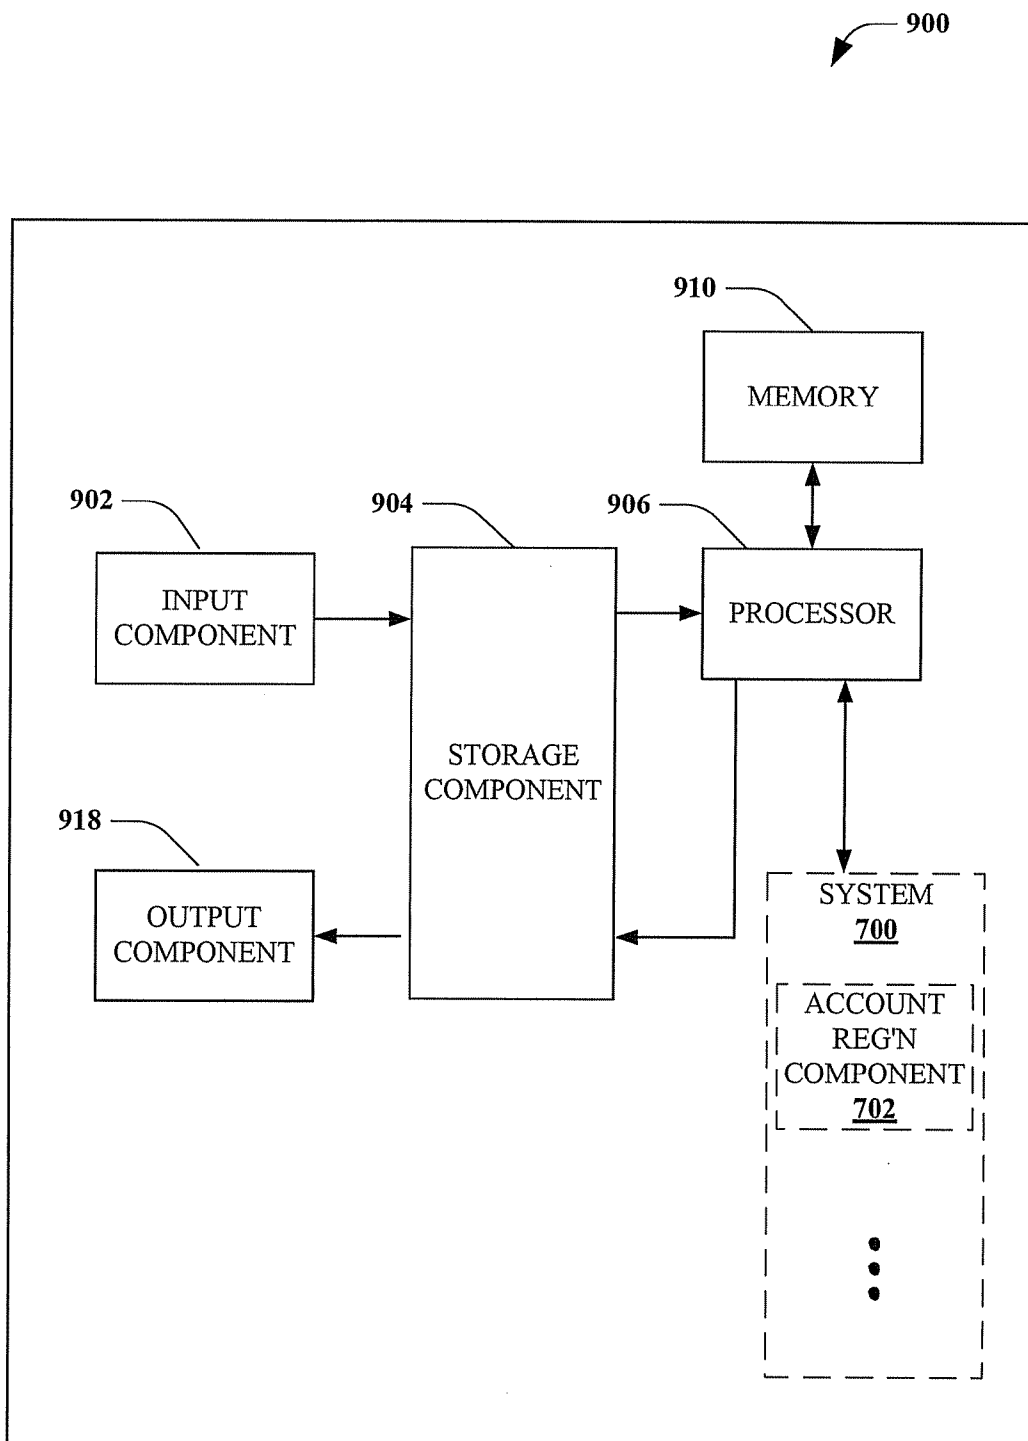 900
910
MEMORY
902
904
906
INPUT
COMPONENT
PROCESSOR
STORAGE
COMPONENT
918
OUTPUT
COMPONENT
SYSTEM
700
ACCOUNT
REG'N
COMPONENT
702